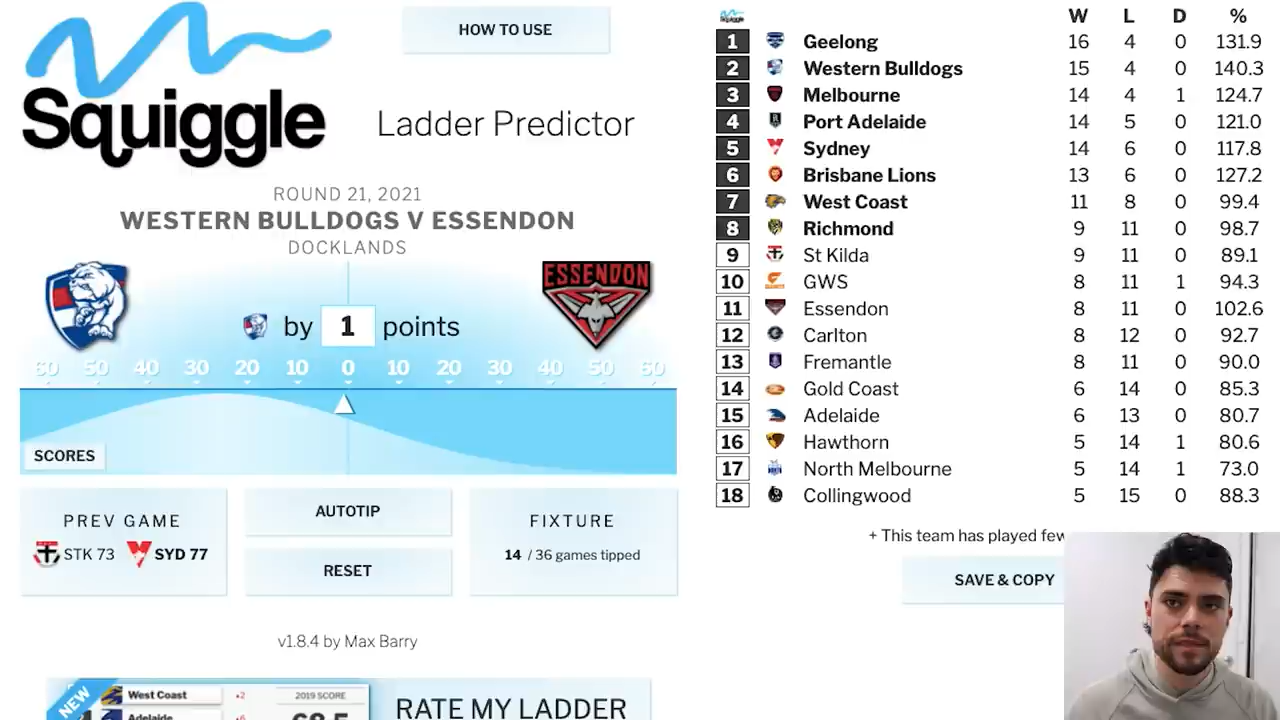 Squiggle
HOW TO USE
Ladder Predictor
ROUND 21, 2021
WESTERN BULLDOGS V ESSENDON
DOCKLANDS
ESSENDON
by 1 points
60 50 40 30 20 10 0 10 20 30 40 50 60
SCORES
PREV GAME
STK 73 SYD 77
AUTOTIP
RESET
FIXTURE
14 / 36 games tipped
v1.8.4 by Max Barry
NEW
West Coast 2
Adelaide 6
2019 SCORE
68.5
RATE MY LADDER
Squiggle W L D %
1 Geelong 16 4 0 131.9
2 Western Bulldogs 15 4 0 140.3
3 Melbourne 14 4 1 124.7
4 Port Adelaide 14 5 0 121.0
5 Sydney 14 6 0 117.8
6 Brisbane Lions 13 6 0 127.2
7 West Coast 11 8 0 99.4
8 Richmond 9 11 0 98.7
9 St Kilda 9 11 0 89.1
10 GWS 8 11 1 94.3
11 Essendon 8 11 0 102.6
12 Carlton 8 12 0 92.7
13 Fremantle 8 11 0 90.0
14 Gold Coast 6 14 0 85.3
15 Adelaide 6 13 0 80.7
16 Hawthorn 5 14 1 80.6
17 North Melbourne 5 14 1 73.0
18 Collingwood 5 15 0 88.3
+ This team has played few
SAVE & COPY